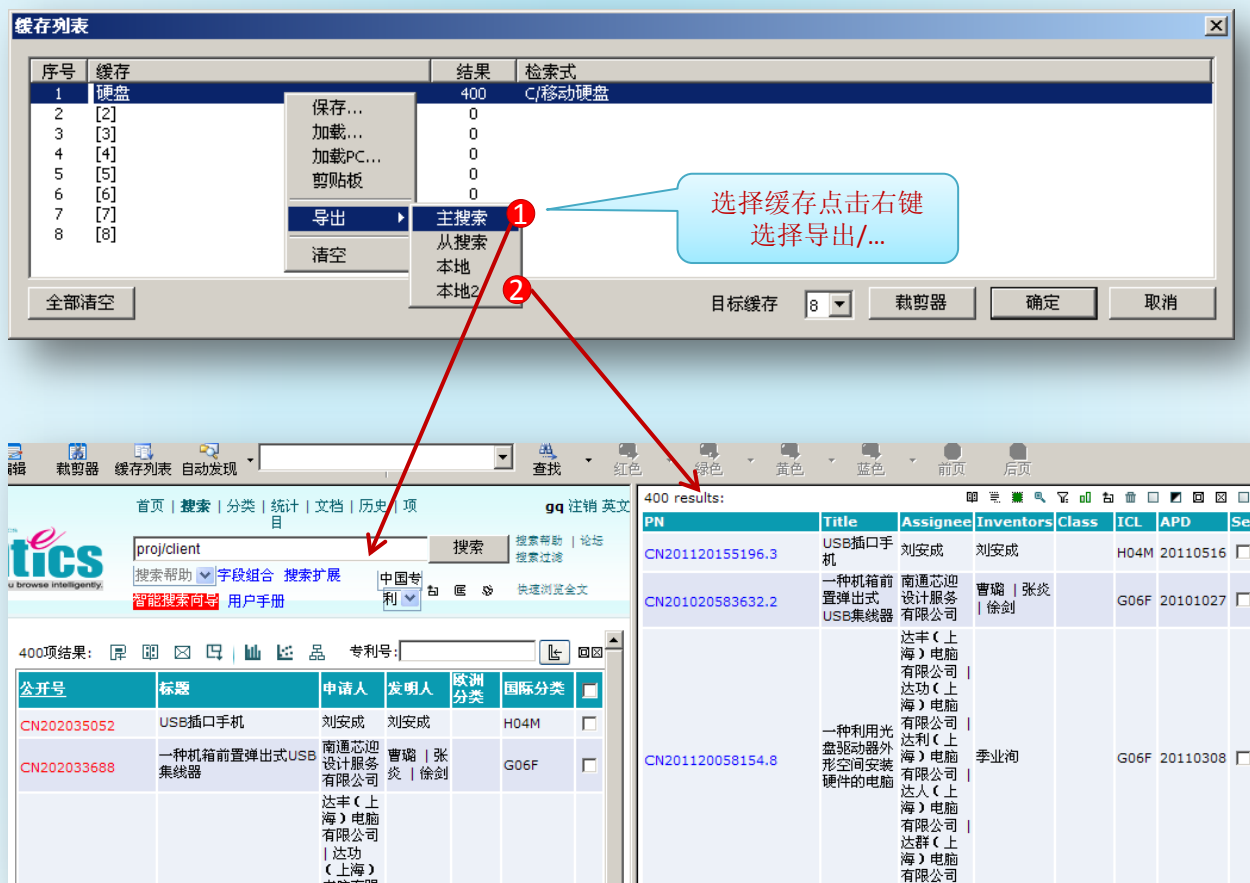 缓存列表
序号 缓存 结果 检索式
1 硬盘 400 C/移动硬盘
2 [2] 0
3 [3] 0
4 [4] 0
5 [5] 0
6 [6] 0
7 [7]
8 [8]
保存...
加载...
加载PC...
剪贴板
导出
清空
主搜索 1
从搜索
本地
本地2 2
选择缓存点击右键
选择导出/...
全部清空 目标缓存 8 裁剪器 确定 取消
辑 裁剪器 缓存列表 自动发现 查找 红色 绿色 黄色 蓝色 前页 后页
首页 | 搜索 | 分类 | 统计 | 文档 | 历史 | 项
目
gq 注销 英文
tics
u browse intelligently.
proj/client 搜索
搜索帮助 | 论坛
搜索过滤
搜索帮助 字段组合 搜索扩展
中国专
利
快速浏览全文
智能搜索向导 用户手册
400项结果: 专利号:
公开号 标题 申请人 发明人 欧洲
分类 国际分类
CN202035052 USB插口手机 刘安成 刘安成 H04M
CN202033688
一种机箱前置弹出式USB
集线器
南通芯迎
设计服务
有限公司
曹璐 | 张
炎 | 徐剑
G06F
达丰(上
海)电脑
有限公司
| 达功
(上海)
400 results:
PN Title Assignee Inventors Class ICL APD Se
CN201120155196.3
USB插口手
机
刘安成 刘安成 H04M 20110516
CN201020583632.2
一种机箱前
置弹出式
USB集线器
南通芯迎
设计服务
有限公司
曹璐 | 张炎
| 徐剑
G06F 20101027
CN201120058154.8
一种利用光
盘驱动器外
形空间安装
硬件的电脑
达丰(上
海)电脑
有限公司 |
达功(上
海)电脑
有限公司 |
达利(上
海)电脑
有限公司 |
达人(上
海)电脑
有限公司 |
达群(上
海)电脑
有限公司
季业洵
G06F 20110308